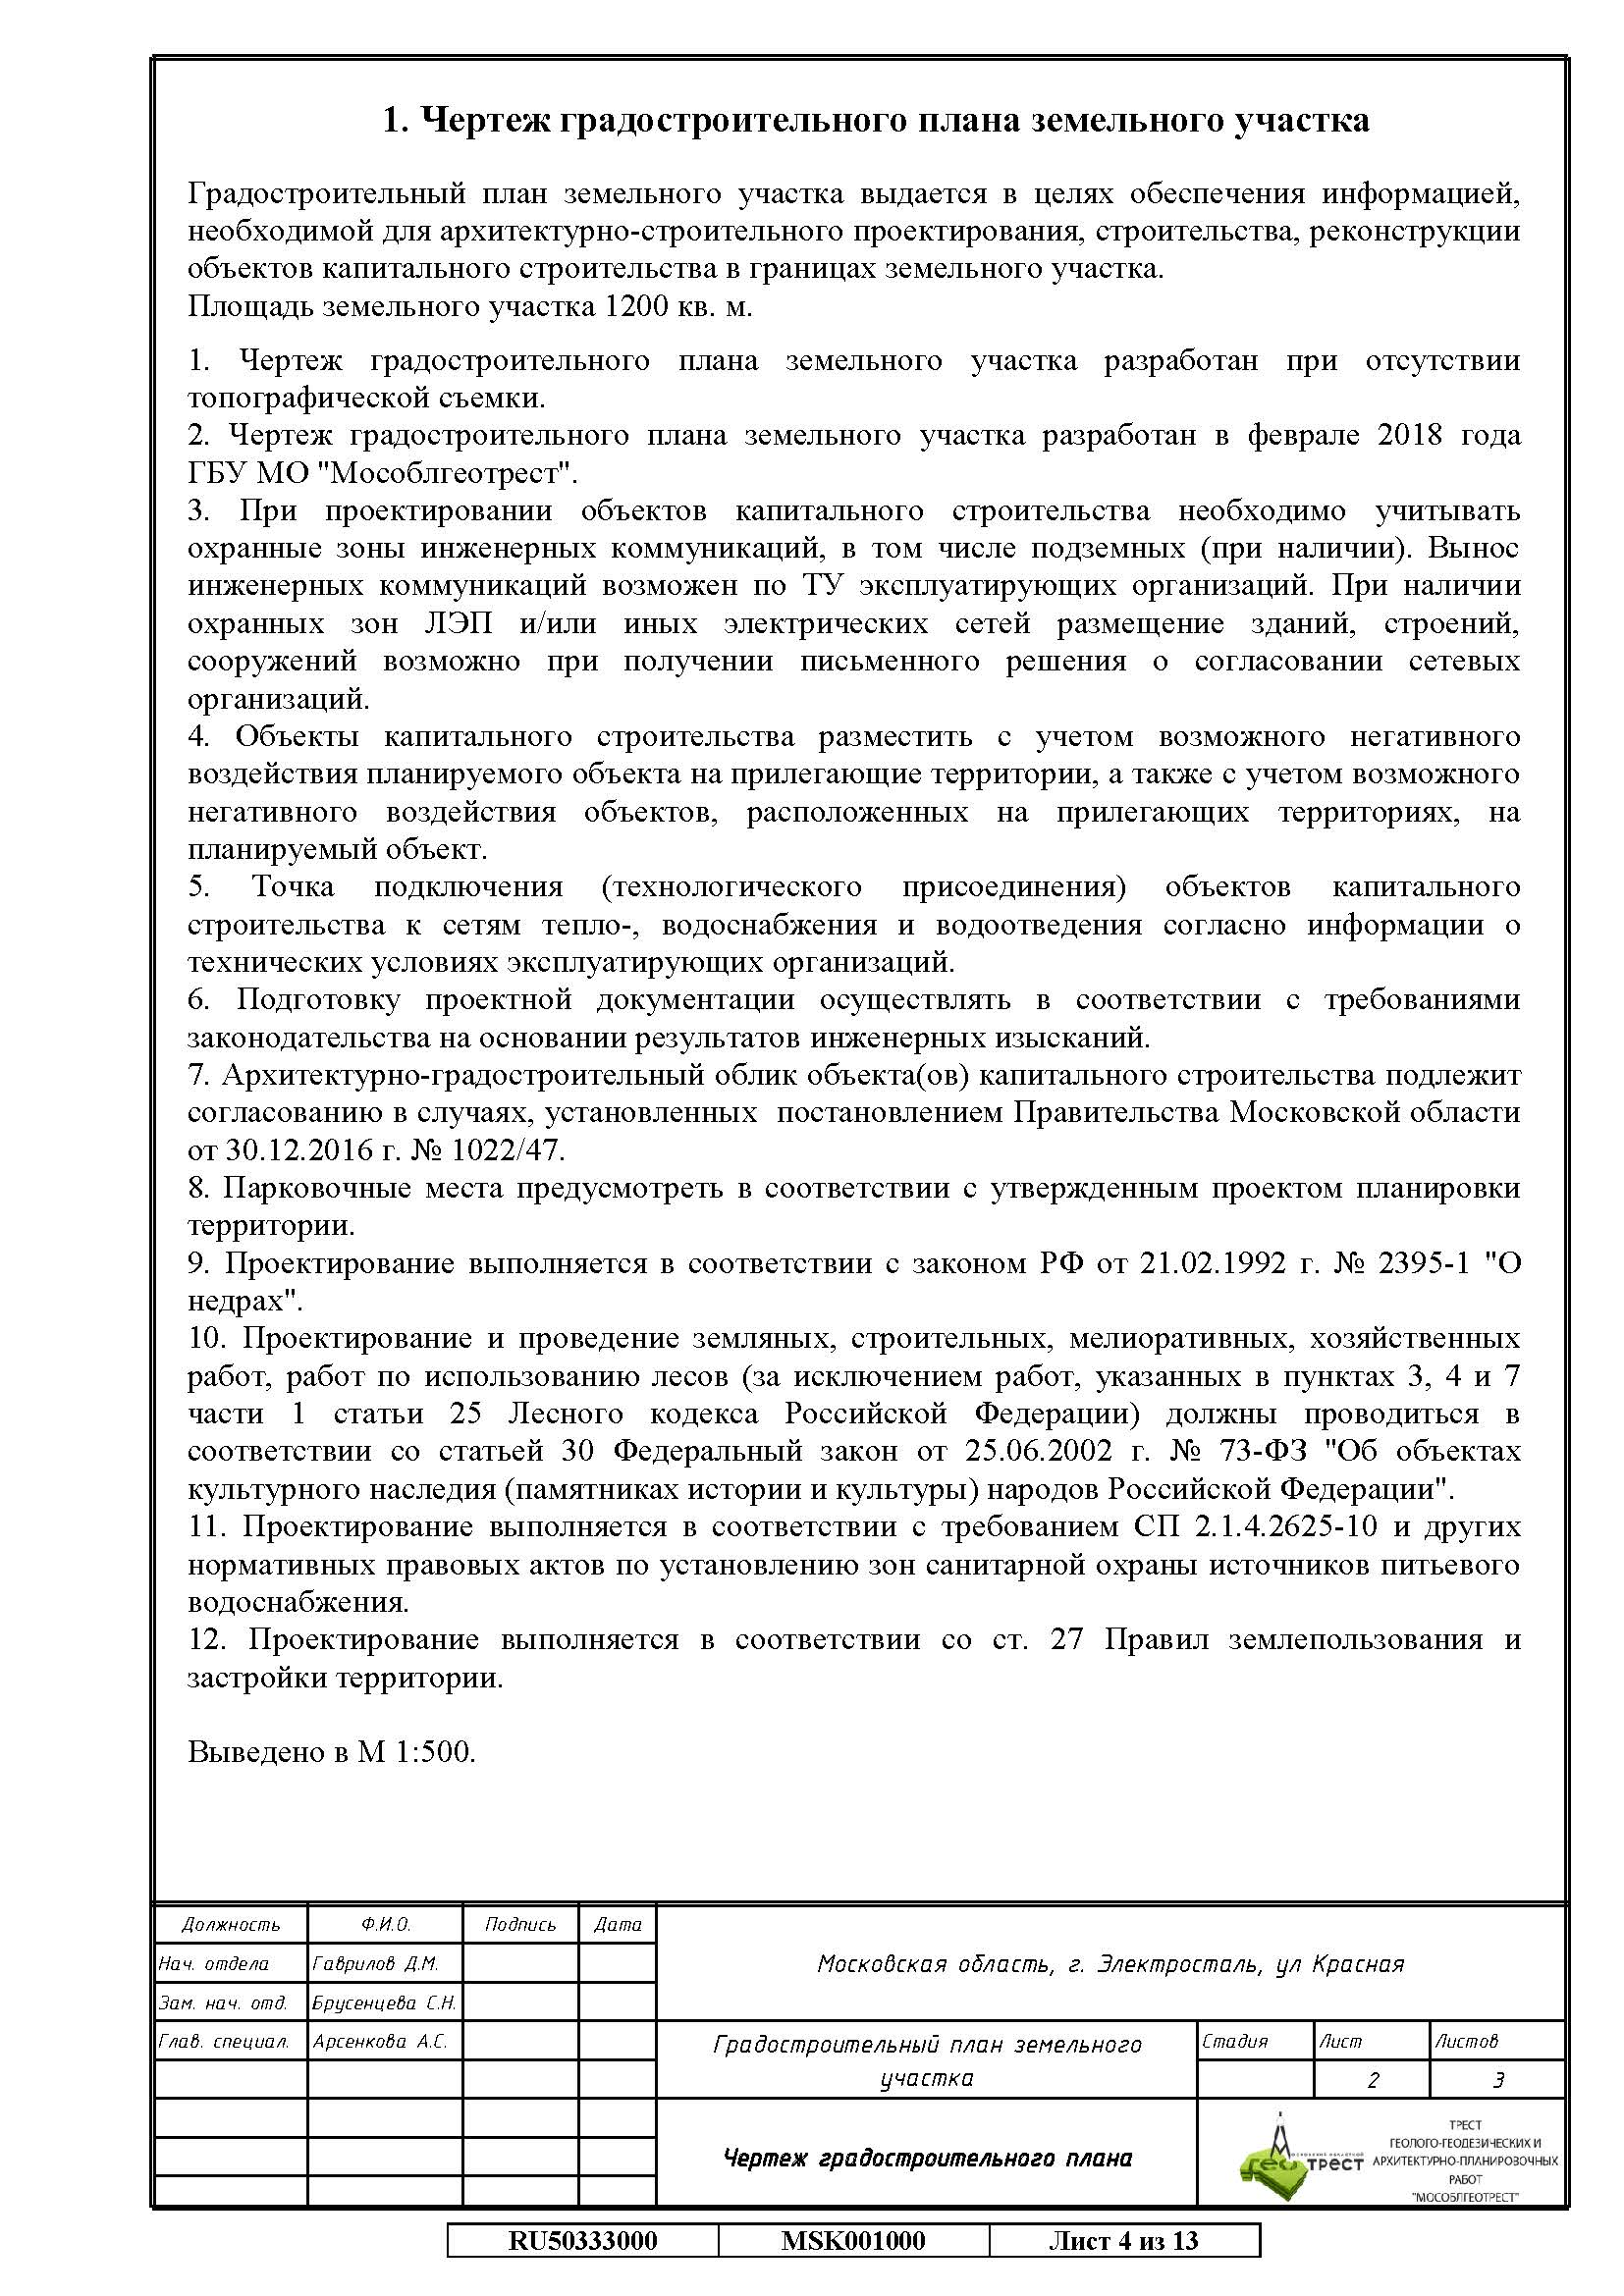 1. Чертеж градостроительного плана земельного участка
Градостроительный план земельного участка выдается в целях обеспечения информацией,
необходимой для архитектурно-строительного проектирования, строительства, реконструкции
объектов капитального строительства в границах земельного участка.
Площадь земельного участка 1200 кв. м.
1. Чертеж градостроительного плана земельного участка разработан при отсутствии
топографической съемки.
2. Чертеж градостроительного плана земельного участка разработан в феврале 2018 года
ГБУ МО "Мособлгеотрест".
3. При проектировании объектов капитального строительства необходимо учитывать
охранные зоны инженерных коммуникаций, в том числе подземных (при наличии). Вынос
инженерных коммуникаций возможен по ТУ эксплуатирующих организаций. При наличии
охранных зон ЛЭП и/или иных электрических сетей размещение зданий, строений,
сооружений возможно при получении письменного решения о согласовании сетевых
организаций.
4. Объекты капитального строительства разместить с учетом возможного негативного
воздействия планируемого объекта на прилегающие территории, а также с учетом возможного
негативного воздействия объектов, расположенных на прилегающих территориях, на
планируемый объект.
5. Точка подключения (технологического присоединения) объектов капитального
строительства к сетям тепло-, водоснабжения и водоотведения согласно информации о
технических условиях эксплуатирующих организаций.
6. Подготовку проектной документации осуществлять в соответствии с требованиями
законодательства на основании результатов инженерных изысканий.
7. Архитектурно-градостроительный облик объекта(ов) капитального строительства подлежит
согласованию в случаях, установленных постановлением Правительства Московской области
от 30.12.2016 г. № 1022/47.
8. Парковочные места предусмотреть в соответствии с утвержденным проектом планировки
территории.
9. Проектирование выполняется в соответствии с законом РФ от 21.02.1992 г. № 2395-1 "О
недрах".
10. Проектирование и проведение земляных, строительных, мелиоративных, хозяйственных
работ, работ по использованию лесов (за исключением работ, указанных в пунктах 3, 4 и 7
части 1 статьи 25 Лесного кодекса Российской Федерации) должны проводиться в
соответствии со статьей 30 Федеральный закон от 25.06.2002 г. № 73-ФЗ "Об объектах
культурного наследия (памятниках истории и культуры) народов Российской Федерации".
11. Проектирование выполняется в соответствии с требованием СП 2.1.4.2625-10 и других
нормативных правовых актов по установлению зон санитарной охраны источников питьевого
водоснабжения.
12. Проектирование выполняется в соответствии со ст. 27 Правил землепользования и
застройки территории.
Выведено в М 1:500.
Должность Ф.И.О. Подпись Дата
Нач. отдела Гаврилов Д.М.
Зам. нач. отд. Брусенцева С.Н.
Глав. специал. Арсенкова А.С.
Московская область, г. Электросталь, ул Красная
Градостроительный план земельного
участка
Стадия Лист Листов
2 3
Чертеж градостроительного плана
ГЕО ТРЕСТ
ТРЕСТ
ГЕОЛОГО-ГЕОДЕЗИЧЕСКИХ И
АРХИТЕКТУРНО-ПЛАНИРОВОЧНЫХ
РАБОТ
"МОСОБЛГЕОТРЕСТ"
RU50333000 MSK001000 Лист 4 из 13